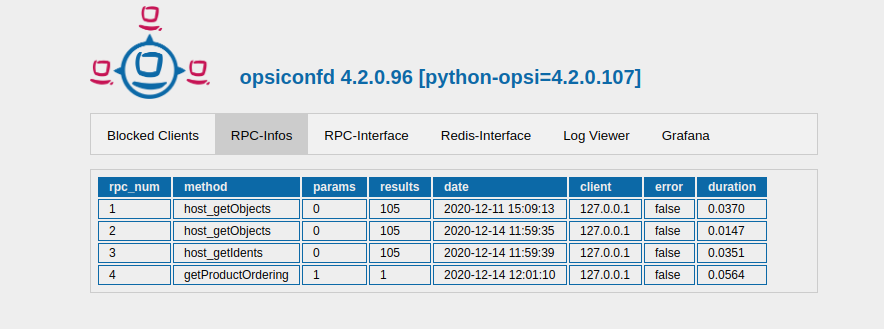 opsiconfd 4.2.0.96 [python-opsi=4.2.0.107]
Blocked Clients RPC-Infos RPC-Interface Redis-Interface Log Viewer Grafana
rpc_num method params results date client error duration
1 host_getObjects 0 105 2020-12-11 15:09:13 127.0.0.1 false 0.0370
2 host_getObjects 0 105 2020-12-14 11:59:35 127.0.0.1 false 0.0147
3 host_getIdents 0 105 2020-12-14 11:59:39 127.0.0.1 false 0.0351
4 getProductOrdering 1 1 2020-12-14 12:01:10 127.0.0.1 false 0.0564